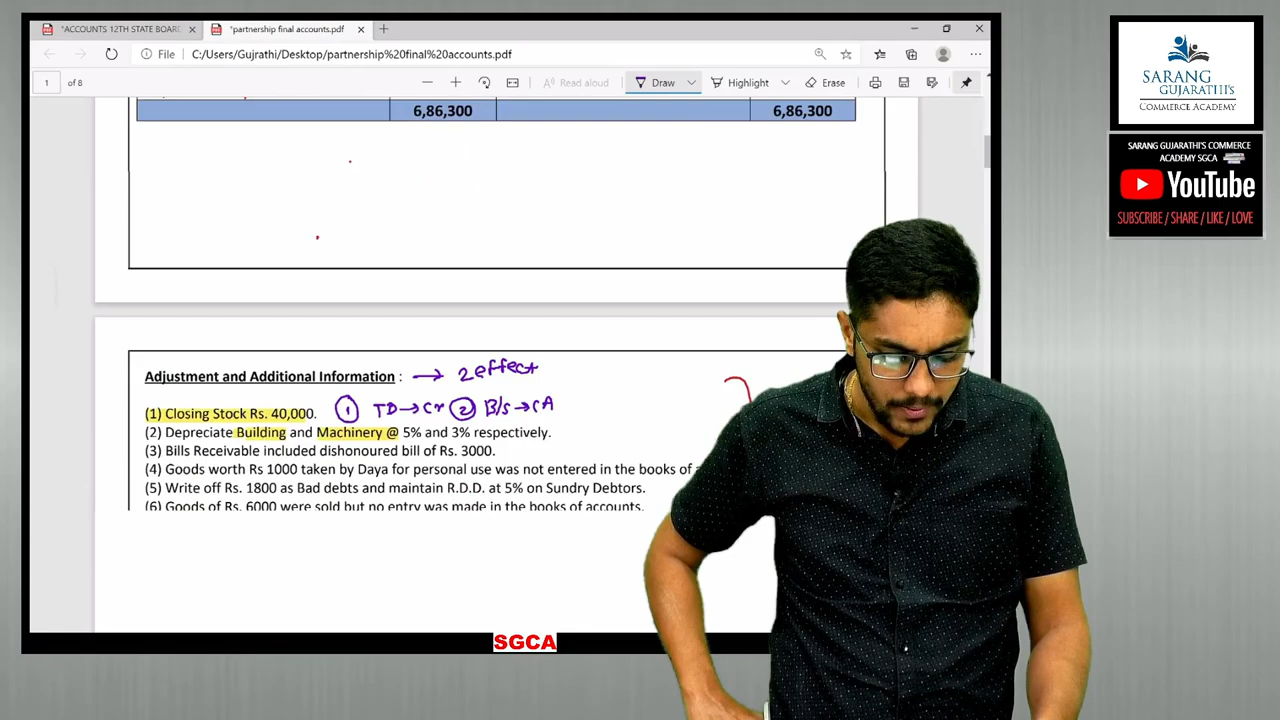 "ACCOUNTS 12TH STATE BOARD
"partnership final accounts.pdf
File C:/Users/Gujrathi/Desktop/partnership%20final%20accounts.pdf
1 of 8
Read aloud
Draw
Highlight
Erase
6,86,300 6,86,300
Adjustment and Additional Information : → 2 effect
(1) Closing Stock Rs. 40,000. ① TD → Cr ② B/S → CA
(2) Depreciate Building and Machinery @ 5% and 3% respectively.
(3) Bills Receivable included dishonoured bill of Rs. 3000.
(4) Goods worth Rs 1000 taken by Daya for personal use was not entered in the books of
(5) Write off Rs. 1800 as Bad debts and maintain R.D.D. at 5% on Sundry Debtors.
(6) Goods of Rs. 6000 were sold but no entry was made in the books of accounts.
SGCA
SARANG
GUJARATHI'S
COMMERCE ACADEMY
SARANG GUJARATHI'S COMMERCE
ACADEMY SGCA
YouTube
SUBSCRIBE / SHARE / LIKE / LOVE